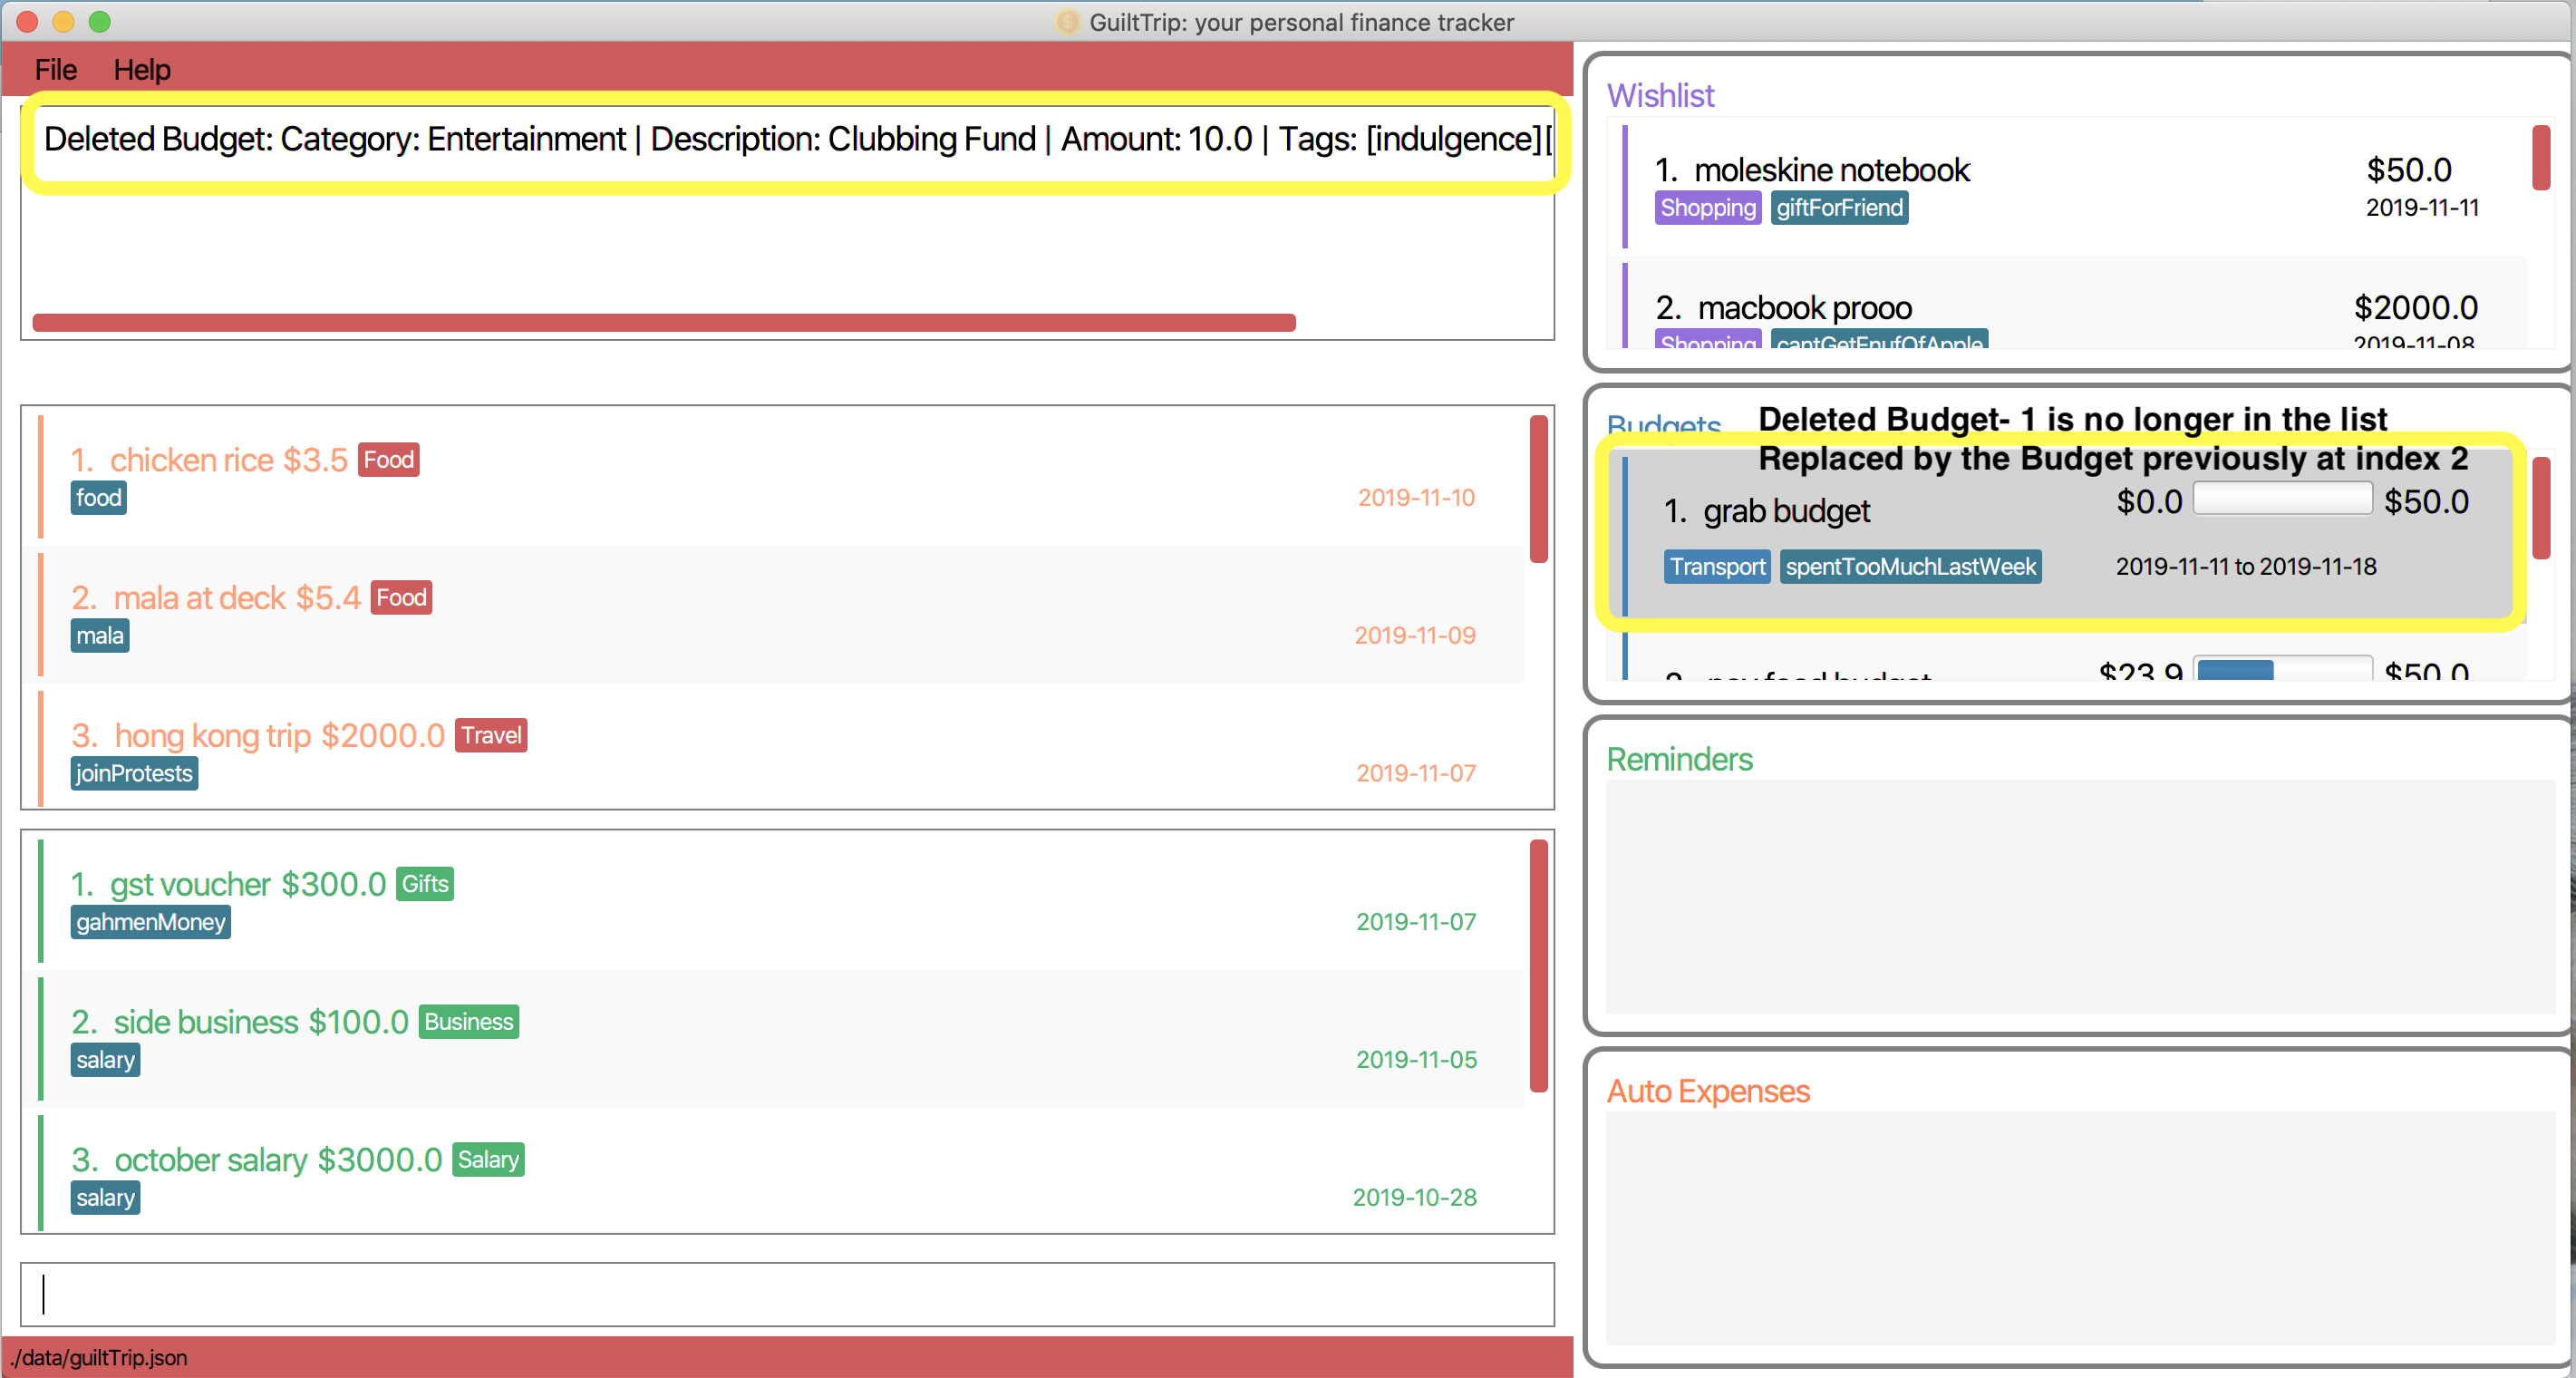 GuiltTrip: your personal finance tracker
File Help
Deleted Budget: Category: Entertainment | Description: Clubbing Fund | Amount: 10.0 | Tags: [indulgence][
1. chicken rice $3.5 Food
food 2019-11-10
2. mala at deck $5.4 Food
mala 2019-11-09
3. hong kong trip $2000.0 Travel
joinProtests 2019-11-07
1. gst voucher $300.0 Gifts
gahmenMoney 2019-11-07
2. side business $100.0 Business
salary 2019-11-05
3. october salary $3000.0 Salary
salary 2019-10-28
./data/guiltTrip.json
Wishlist
1. moleskine notebook $50.0
Shopping giftForFriend 2019-11-11
2. macbook prooo $2000.0
Shopping cantGetEnufOfApple 2019-11-08
Budgets
Deleted Budget- 1 is no longer in the list
Replaced by the Budget previously at index 2
1. grab budget $0.0 $50.0
Transport spentTooMuchLastWeek 2019-11-11 to 2019-11-18
food budget $23.9 $50.0
Reminders
Auto Expenses